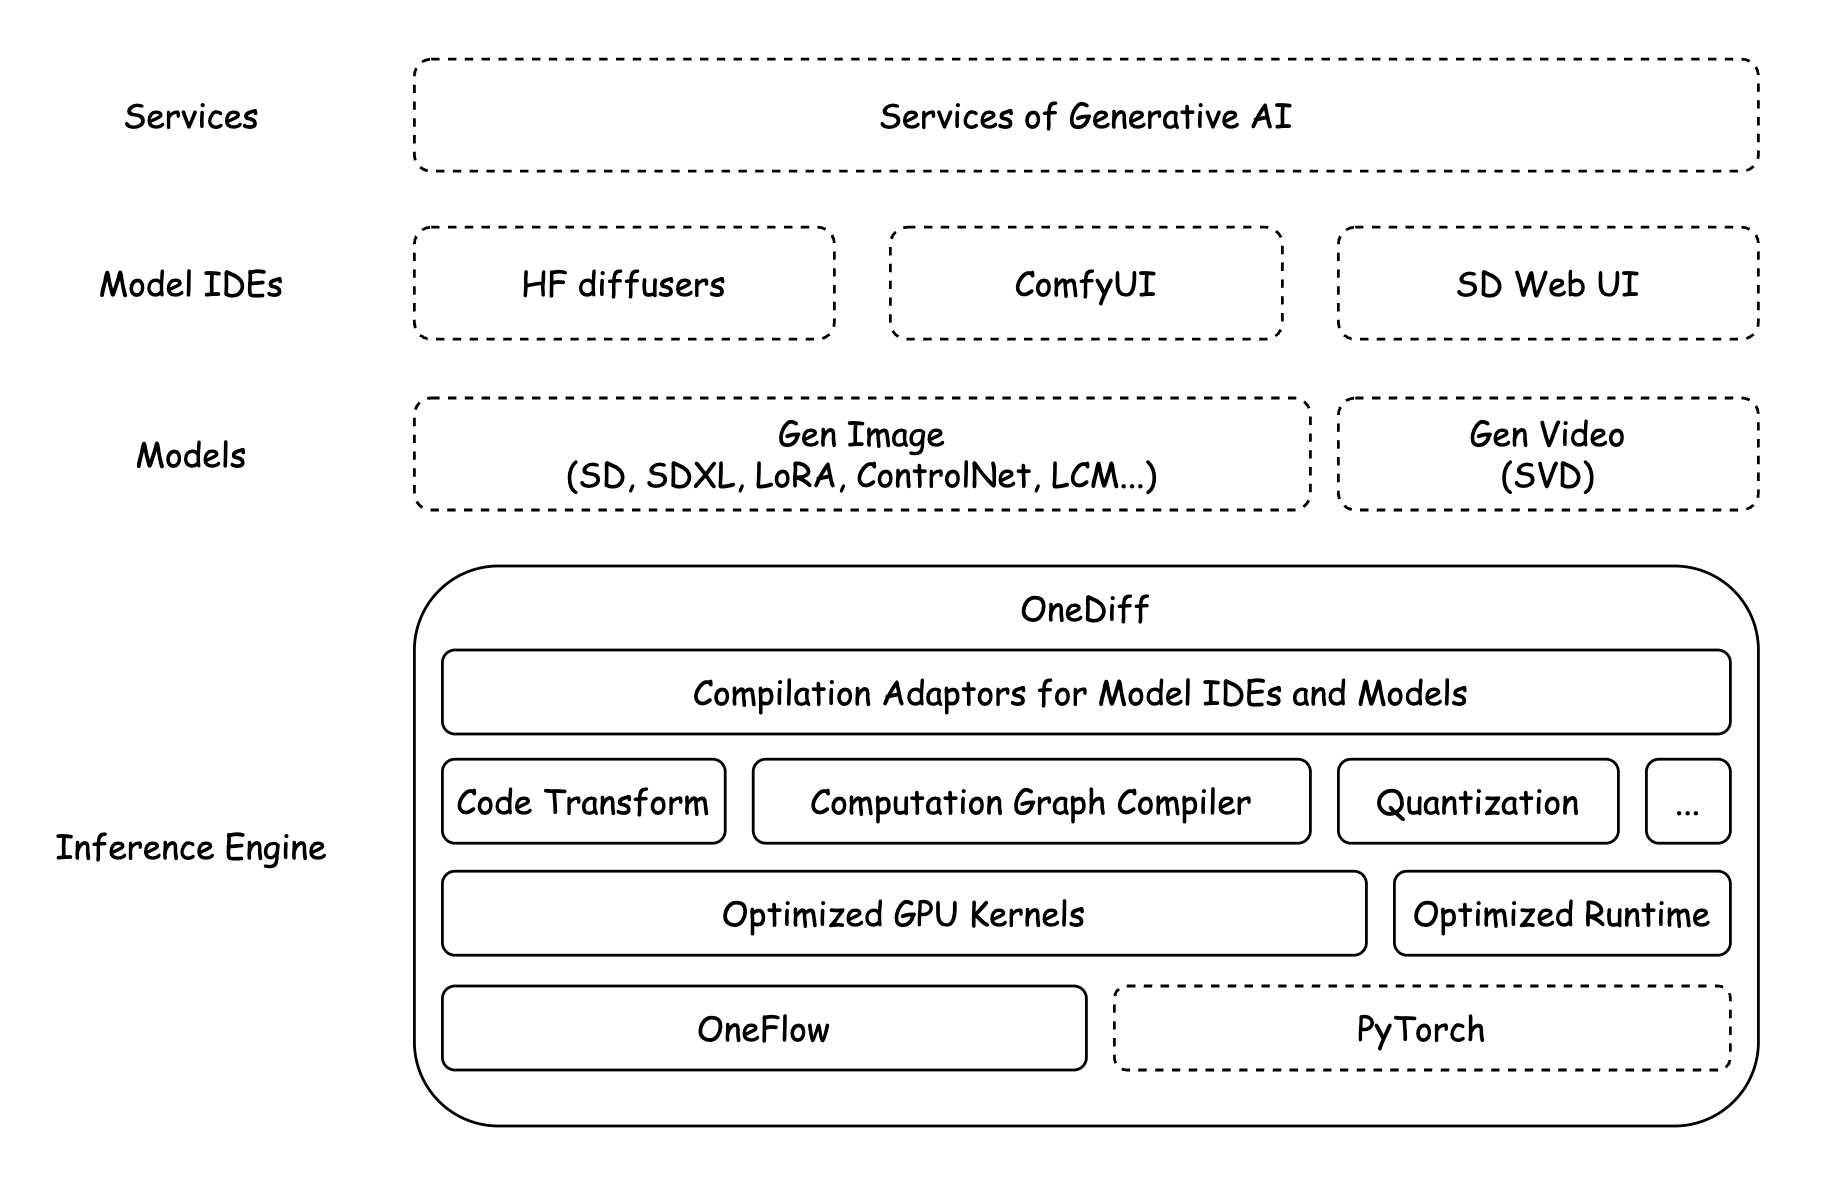 Services
Services of Generative AI
Model IDEs
HF diffusers
ComfyUI
SD Web UI
Models
Gen Image
(SD, SDXL, LoRA, ControlNet, LCM...)
Gen Video
(SVD)
Inference Engine
OneDiff
Compilation Adaptors for Model IDEs and Models
Code Transform
Computation Graph Compiler
Quantization
...
Optimized GPU Kernels
Optimized Runtime
OneFlow
PyTorch